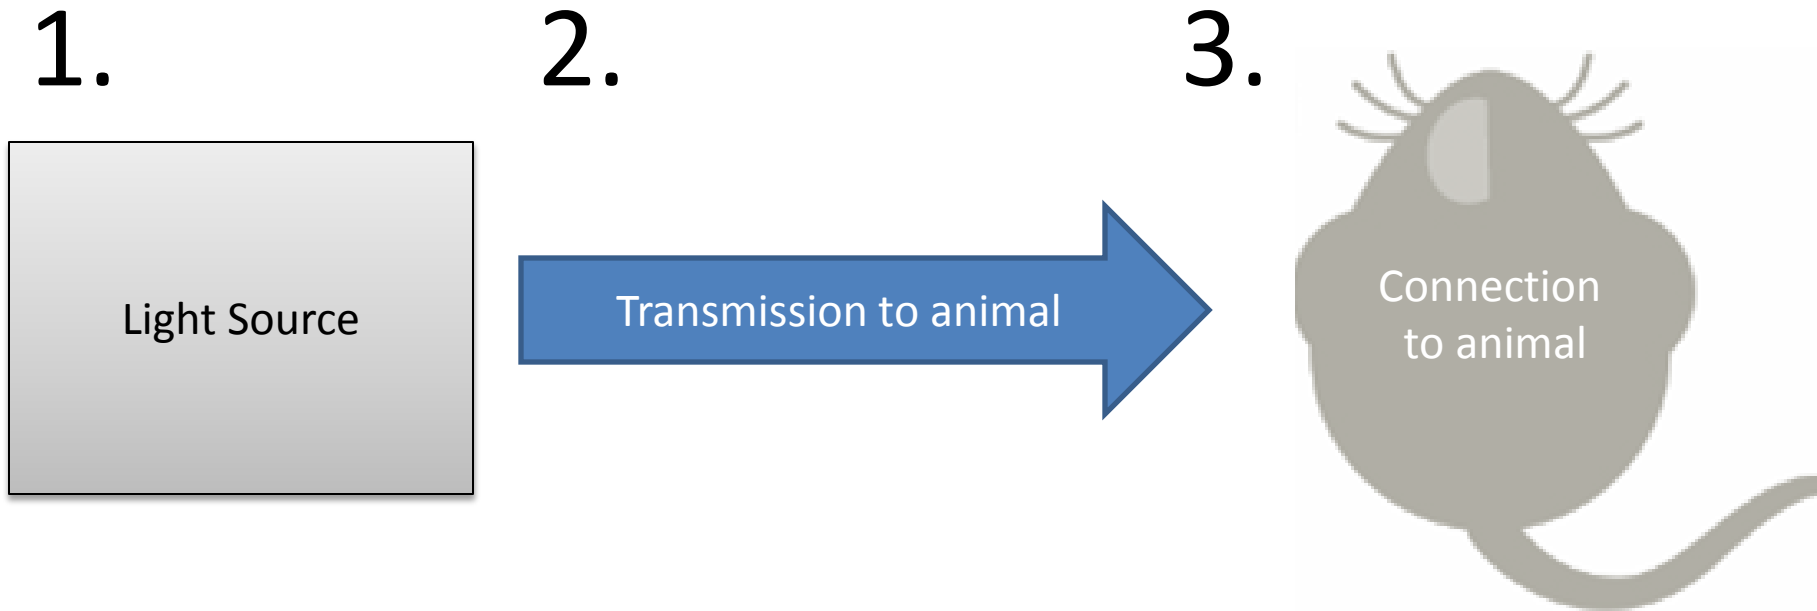 1.
2.
3.
Light Source
Transmission to animal
Connection
to animal